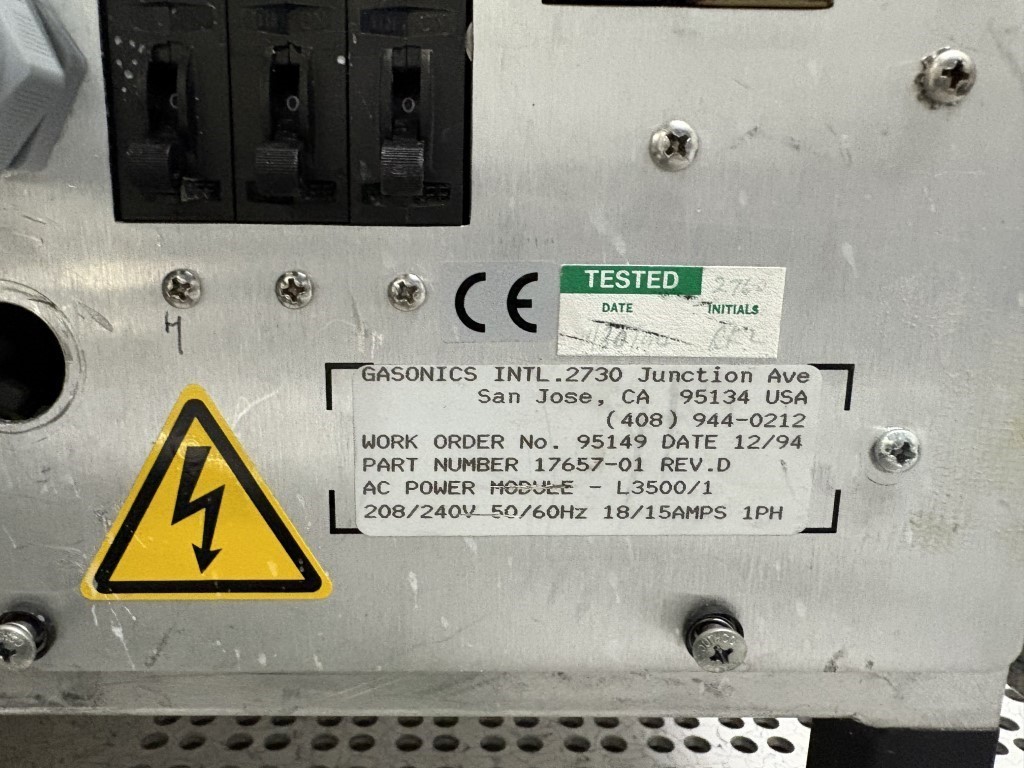 O O O
CE
TESTED
2760
DATE INITIALS
GASONICS INTL.2730 Junction Ave
San Jose, CA 95134 USA
(408) 944-0212
WORK ORDER No. 95149 DATE 12/94
PART NUMBER 17657-01 REV.D
AC POWER MODULE - L3500/1
208/240V 50/60Hz 18/15AMPS 1PH